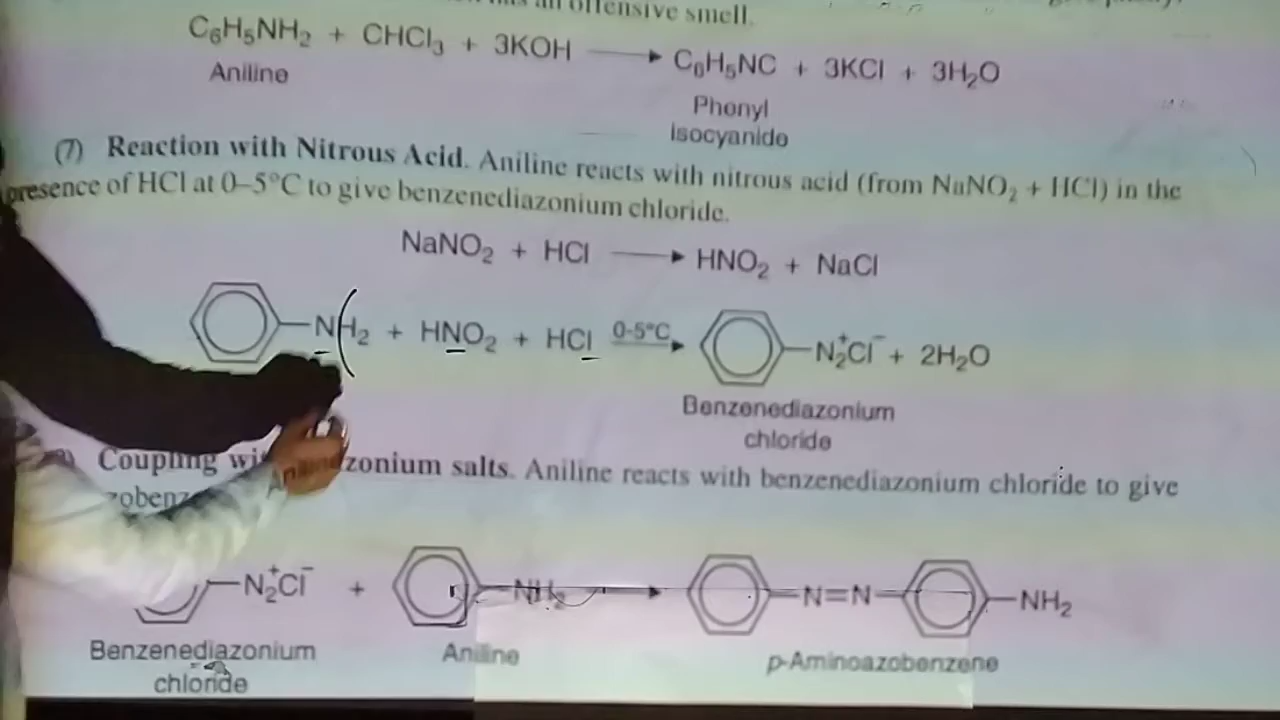 an offensive smell.
C₆H₅NH₂ + CHCl₃ + 3KOH ⟶ C₆H₅NC + 3KCl + 3H₂O
Aniline
Phenyl
isocyanide
(7) Reaction with Nitrous Acid. Aniline reacts with nitrous acid (from NaNO₂ + HCl) in the
presence of HCl at 0–5°C to give benzenediazonium chloride.
NaNO₂ + HCl ⟶ HNO₂ + NaCl
NH₂ + HNO₂ + HCl 0-5°C ⟶ N₂⁺Cl⁻ + 2H₂O
Benzenediazonium
chloride
Coupling zonium salts. Aniline reacts with benzenediazonium chloride to give
N₂⁺Cl⁻ + NH₂ ⟶ N=N NH₂
Benzenediazonium Aniline p-Aminoazobenzene
chloride